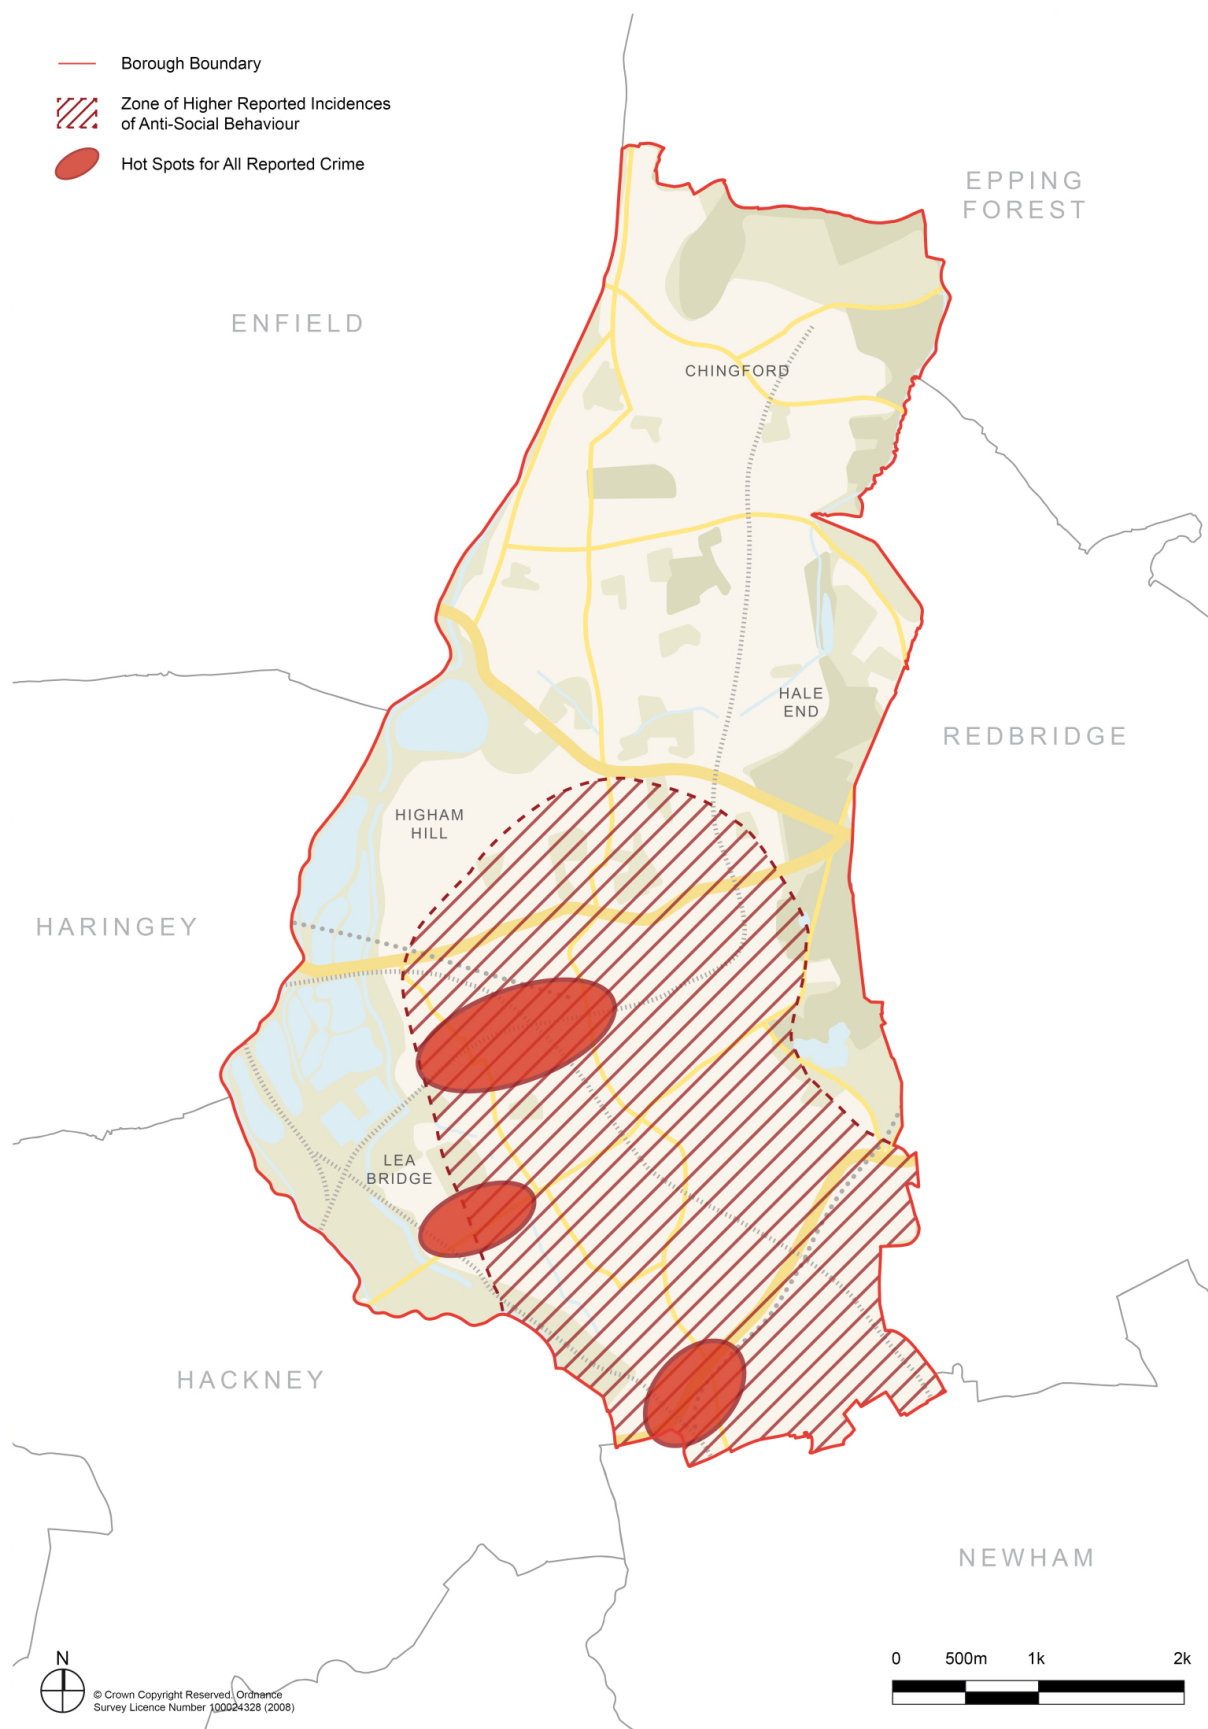 Borough Boundary
Zone of Higher Reported Incidences
of Anti-Social Behaviour
Hot Spots for All Reported Crime
EPPING
FOREST
ENFIELD
CHINGFORD
HALE
END
REDBRIDGE
HIGHAM
HILL
HARINGEY
LEA
BRIDGE
HACKNEY
NEWHAM
N
© Crown Copyright Reserved. Ordnance
Survey Licence Number 100024328 (2008)
0 500m 1k 2k